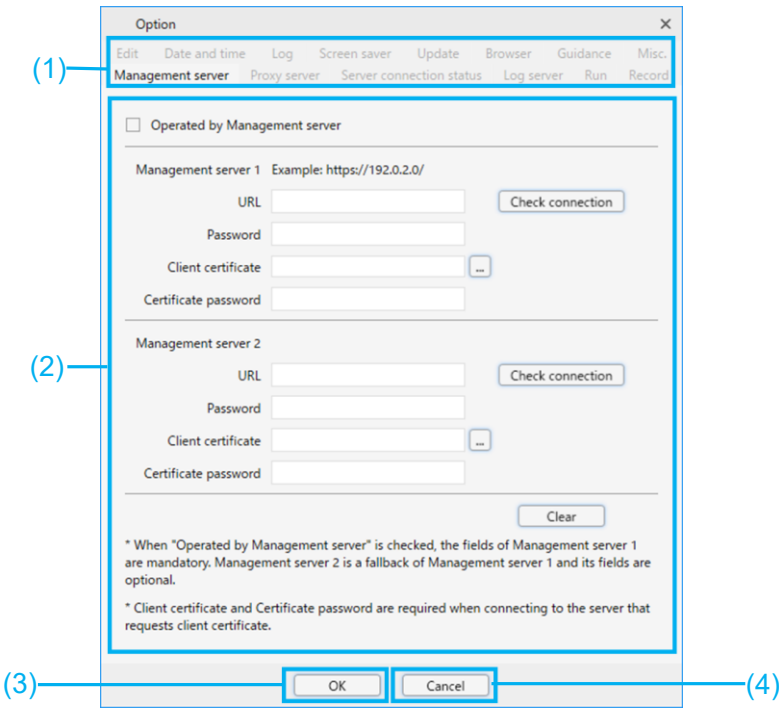 Option
Edit Date and time Log Screen saver Update Browser Guidance Misc.
(1)
Management server Proxy server Server connection status Log server Run Record
Operated by Management server
Management server 1 Example: https://192.0.2.0/
URL Check connection
Password
Client certificate ...
Certificate password
Management server 2
(2)
URL Check connection
Password
Client certificate ...
Certificate password
Clear
* When "Operated by Management server" is checked, the fields of Management server 1
are mandatory. Management server 2 is a fallback of Management server 1 and its fields are
optional.
* Client certificate and Certificate password are required when connecting to the server that
requests client certificate.
(3) OK Cancel (4)